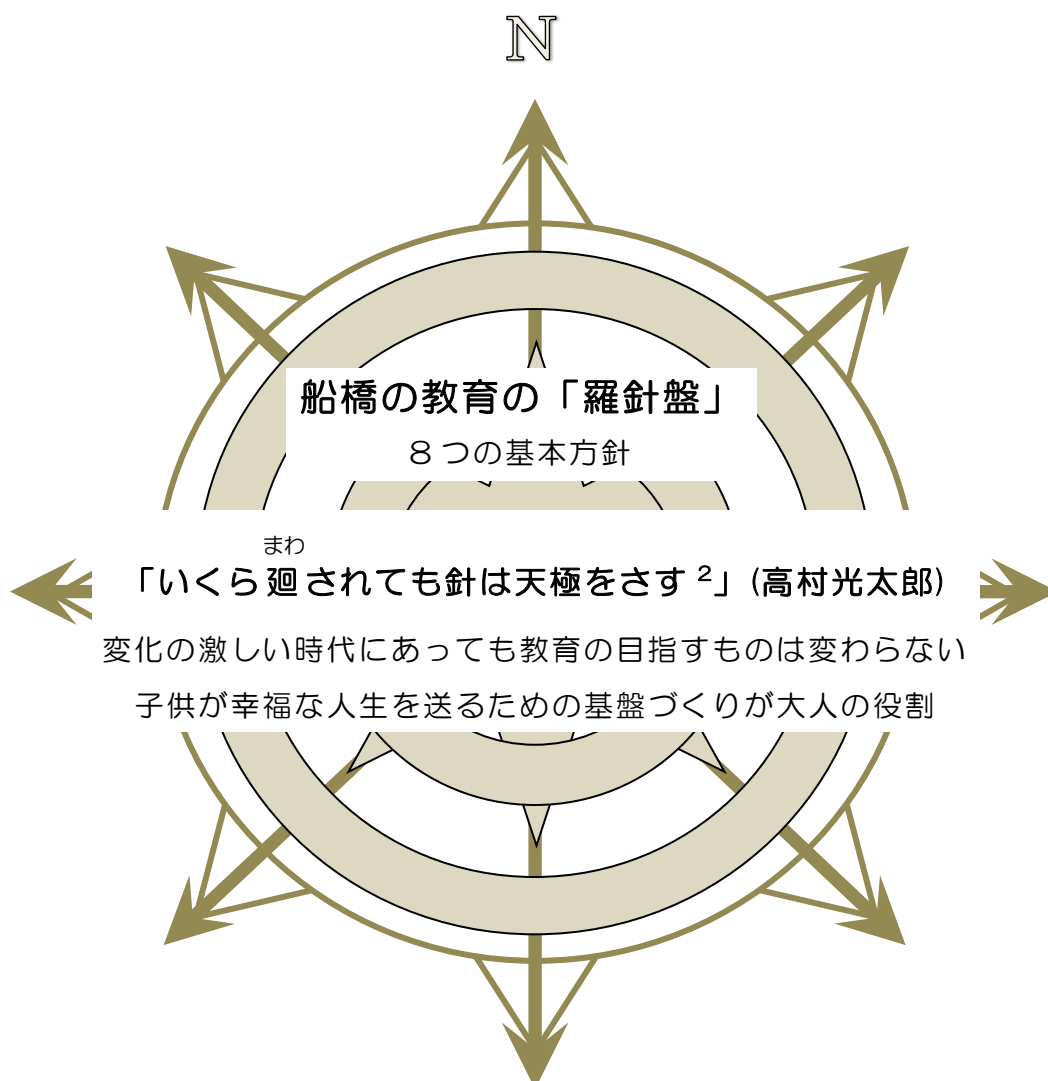 N
船橋の教育の「羅針盤」
８つの基本方針
まわ
「いくら廻されても針は天極をさす²」(高村光太郎)
変化の激しい時代にあっても教育の目指すものは変わらない
子供が幸福な人生を送るための基盤づくりが大人の役割